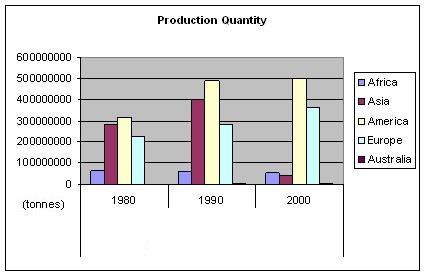 Production Quantity
600000000
500000000
400000000
300000000
200000000
100000000
0
(tonnes)
1980
1990
2000
Africa
Asia
America
Europe
Australia